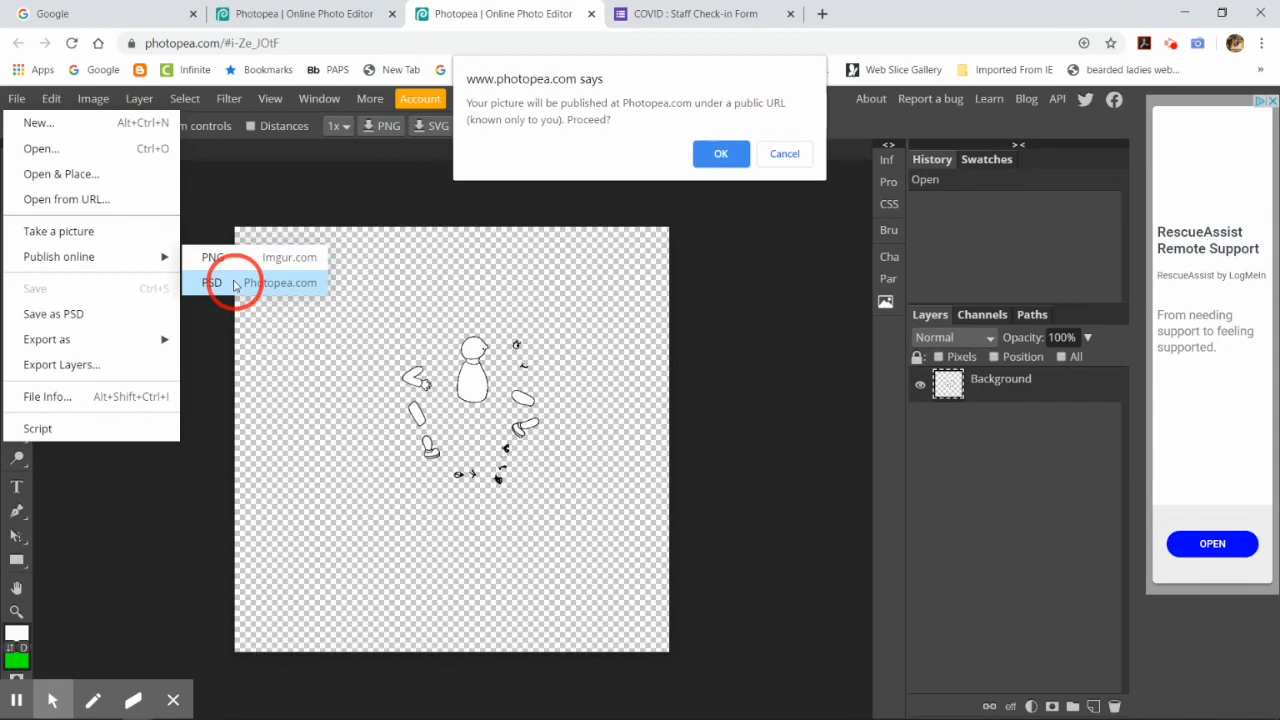 Google
Photopea | Online Photo Editor
Photopea | Online Photo Editor
COVID : Staff Check-in Form
photopea.com/#i-Ze_JOtF
Apps
Google
Infinite
Bookmarks
Bb PAPS
New Tab
Web Slice Gallery
Imported From IE
bearded ladies web...
www.photopea.com says
Your picture will be published at Photopea.com under a public URL
(known only to you). Proceed?
OK
Cancel
File Edit Image Layer Select Filter View Window More Account
About Report a bug Learn Blog API
m controls Distances 1x PNG SVG
New... Alt+Ctrl+N
Open... Ctrl+O
Open & Place...
Open from URL...
Take a picture
Publish online
Save Ctrl+S
Save as PSD
Export as
Export Layers...
File Info... Alt+Shift+Ctrl+I
Script
PNG Imgur.com
PSD Photopea.com
Inf
Pro
CSS
Bru
Cha
Par
History Swatches
Open
Layers Channels Paths
Normal Opacity: 100%
Pixels Position All
Background
eff
T
D
RescueAssist
Remote Support
RescueAssist by LogMeIn
From needing
support to feeling
supported.
OPEN